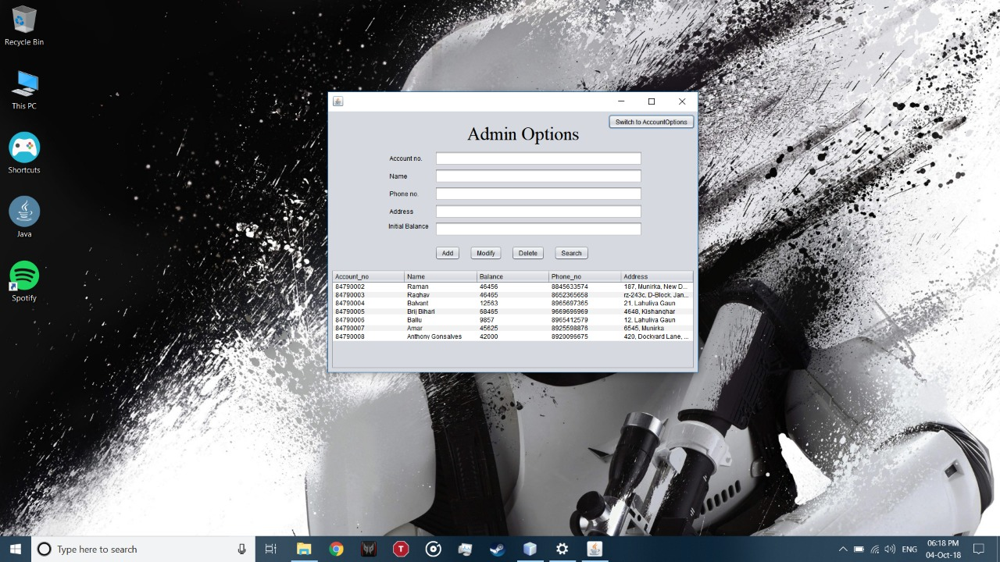 Recycle Bin
This PC
Shortcuts
Java
Spotify
Switch to AccountOptions
Admin Options
Account no.
Name
Phone no.
Address
Initial Balance
Add Modify Delete Search
Account_no Name Balance Phone_no Address
84790002 Raman 46456 8845633574 187, Munirka, New D...
84790003 Raghav 46465 8652365658 rz-243c, D-Block, Jan...
84790004 Balvant 12563 8965697365 21, Lahuliya Gaun
84790005 Brij Bihari 68465 9669696969 4648, Kishanghar
84790006 Ballu 9857 8965412579 12, Lahuliya Gaun
84790007 Amar 45625 8925598876 6545, Munirka
84790008 Anthony Gonsalves 42000 8920096675 420, Dockyard Lane, ...
Type here to search
T
ENG
06:18 PM
04-Oct-18